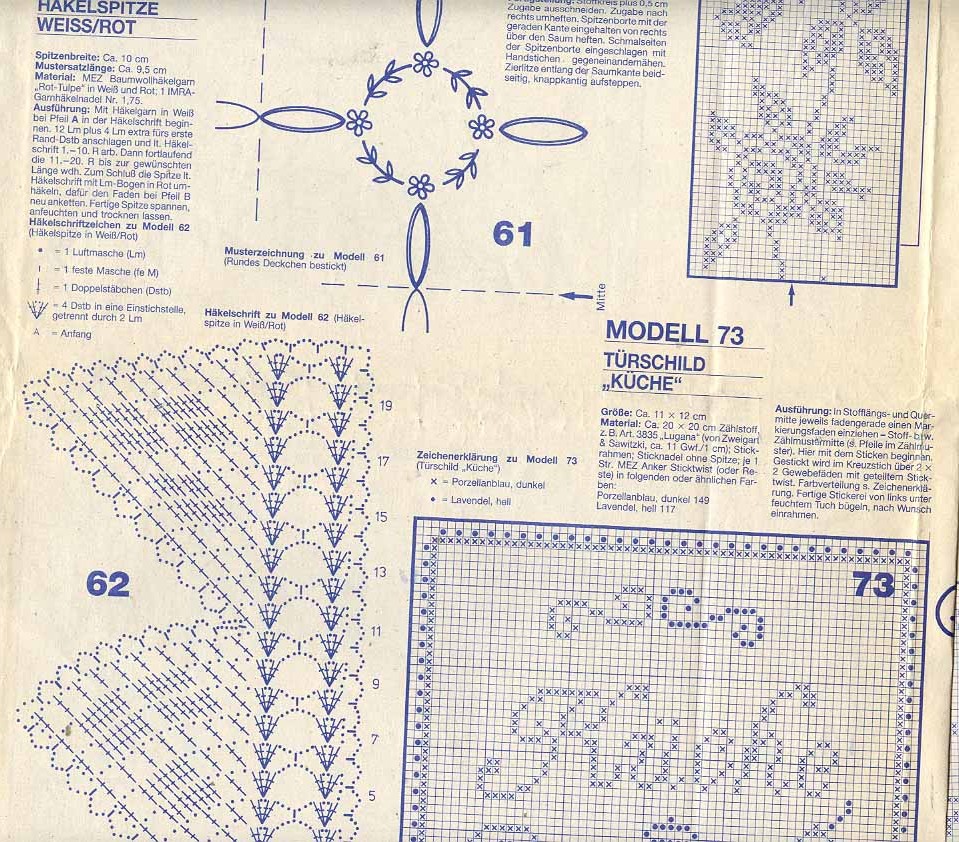 HÄKELSPITZE
WEISS/ROT
Spitzenbreite: Ca. 10 cm
Mustersatzlänge: Ca. 9,5 cm
Material: MEZ Baumwollhäkelgarn
„Rot-Tulpe" in Weiß und Rot; 1 IMRA-
Garnhäkelnadel Nr. 1,75.
Ausführung: Mit Häkelgarn in Weiß
bei Pfeil A in der Häkelschrift begin-
nen. 12 Lm plus 4 Lm extra fürs erste
Rand-Dstb anschlagen und lt. Häkel-
schrift 1.–10. R arb. Dann fortlaufend
die 11.–20. R bis zur gewünschten
Länge wdh. Zum Schluß die Spitze lt.
Häkelschrift mit Lm-Bogen in Rot um-
häkeln, dafür den Faden bei Pfeil B
neu anketten. Fertige Spitze spannen,
anfeuchten und trocknen lassen.
Häkelschriftzeichen zu Modell 62
(Häkelspitze in Weiß/Rot)
• = 1 Luftmasche (Lm)
= 1 feste Masche (fe M)
= 1 Doppelstäbchen (Dstb)
= 4 Dstb in eine Einstichstelle,
getrennt durch 2 Lm
A = Anfang
plus 0,5 cm
Zugabe ausschneiden. Zugabe nach
rechts umheften. Spitzenborte mit der
geraden Kante eingehalten von rechts
über den Saum heften. Schmalseiten
der Spitzenborte eingeschlagen mit
Handstichen gegeneinandernähen.
Zierlitze entlang der Saumkante beid-
seitig, knappkantig aufsteppen.
61
Musterzeichnung zu Modell 61
(Rundes Deckchen bestickt)
Mitte
Häkelschrift zu Modell 62 (Häkel-
spitze in Weiß/Rot)
19
17
15
13
11
9
7
5
62
MODELL 73
TÜRSCHILD
„KÜCHE"
Größe: Ca. 11 × 12 cm
Material: Ca. 20 × 20 cm Zählstoff,
z. B. Art. 3835 „Lugana" (von Zweigart
& Sawitzki, ca. 11 Gwf./1 cm); Stick-
rahmen; Sticknadel ohne Spitze; je 1
Str. MEZ Anker Sticktwist (oder Re-
ste) in folgenden oder ähnlichen Far-
ben:
Porzellanblau, dunkel 149
Lavendel, hell 117
Ausführung: In Stofflängs- und Quer-
mitte jeweils fadengerade einen Mar-
kierungsfaden einziehen – Stoff- bzw.
Zählmustermitte (s. Pfeile im Zählmu-
ster). Hier mit dem Sticken beginnen.
Gestickt wird im Kreuzstich über 2 ×
2 Gewebefäden mit geteiltem Stick-
twist. Farbverteilung s. Zeichenerklä-
rung. Fertige Stickerei von links unter
feuchtem Tuch bügeln, nach Wunsch
einrahmen.
Zeichenerklärung zu Modell 73
(Türschild „Küche")
× = Porzellanblau, dunkel
• = Lavendel, hell
73